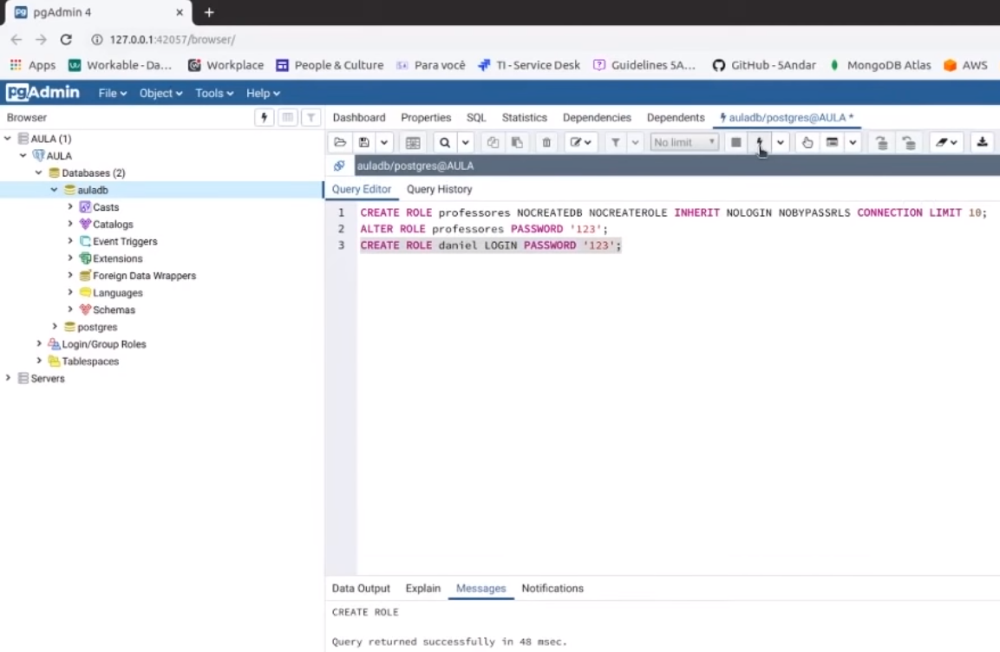 pgAdmin 4
127.0.0.1:42057/browser/
Apps Workable - Da... Workplace People & Culture Para você TI - Service Desk Guidelines 5A... GitHub - 5Andar MongoDB Atlas AWS
pgAdmin File Object Tools Help
Browser
Dashboard Properties SQL Statistics Dependencies Dependents auladb/postgres@AULA *
No limit
auladb/postgres@AULA
Query Editor Query History
AULA (1)
AULA
Databases (2)
auladb
Casts
Catalogs
Event Triggers
Extensions
Foreign Data Wrappers
Languages
Schemas
postgres
Login/Group Roles
Tablespaces
Servers
1 CREATE ROLE professores NOCREATEDB NOCREATEROLE INHERIT NOLOGIN NOBYPASSRLS CONNECTION LIMIT 10;
2 ALTER ROLE professores PASSWORD '123';
3 CREATE ROLE daniel LOGIN PASSWORD '123';
Data Output Explain Messages Notifications
CREATE ROLE
Query returned successfully in 48 msec.